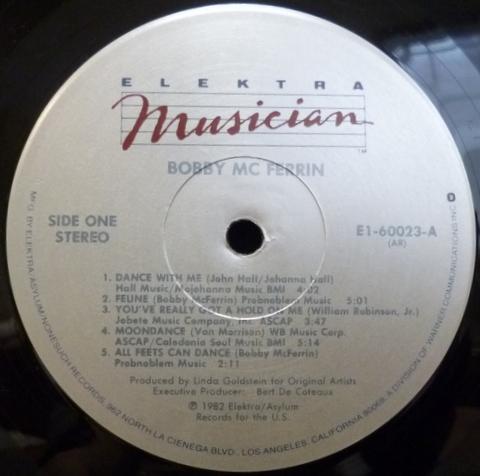 ELEKTRA
Musician
TM
BOBBY MC FERRIN
SIDE ONE
STEREO
E1-60023-A
(AR)
1. DANCE WITH ME (John Hall/Johanna Hall)
Hall Music/Mojohanna Music BMI 4:02
2. FELINE (Bobby McFerrin) Probnoblem Music 5:01
3. YOU'VE REALLY GOT A HOLD ON ME (William Robinson, Jr.)
Jobete Music Company, Inc. ASCAP 3:47
4. MOONDANCE (Van Morrison) WB Music Corp.
ASCAP/Caledonia Soul Music BMI 5:14
5. ALL FEETS CAN DANCE (Bobby McFerrin)
Probnoblem Music 2:11
Produced by Linda Goldstein for Original Artists
Executive Producer: Bert De Coteaux
℗ 1982 Elektra/Asylum
Records for the U.S.
MFG. BY ELEKTRA/ASYLUM/NONESUCH RECORDS, 962 NORTH LA CIENEGA BLVD., LOS ANGELES, CALIFORNIA 90069, A DIVISION OF WARNER COMMUNICATIONS INC.